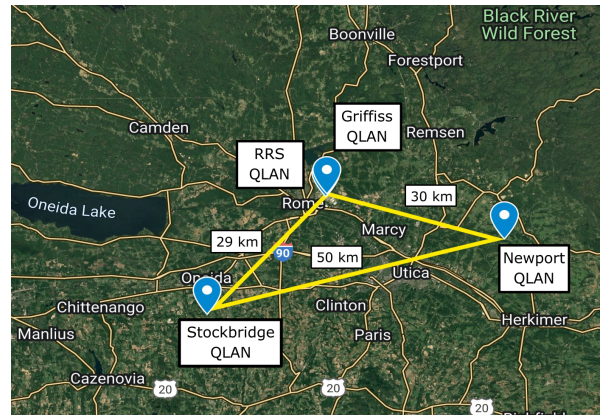 Black River
Wild Forest
Boonville
Forestport
Griffiss
QLAN
Camden
Remsen
RRS
QLAN
30 km
Oneida Lake
Rome
Marcy
29 km
90
50 km
Newport
QLAN
Utica
Oneida
Chittenango
Clinton
Herkimer
Manlius
Stockbridge
QLAN
Paris
Cazenovia
20
20
20